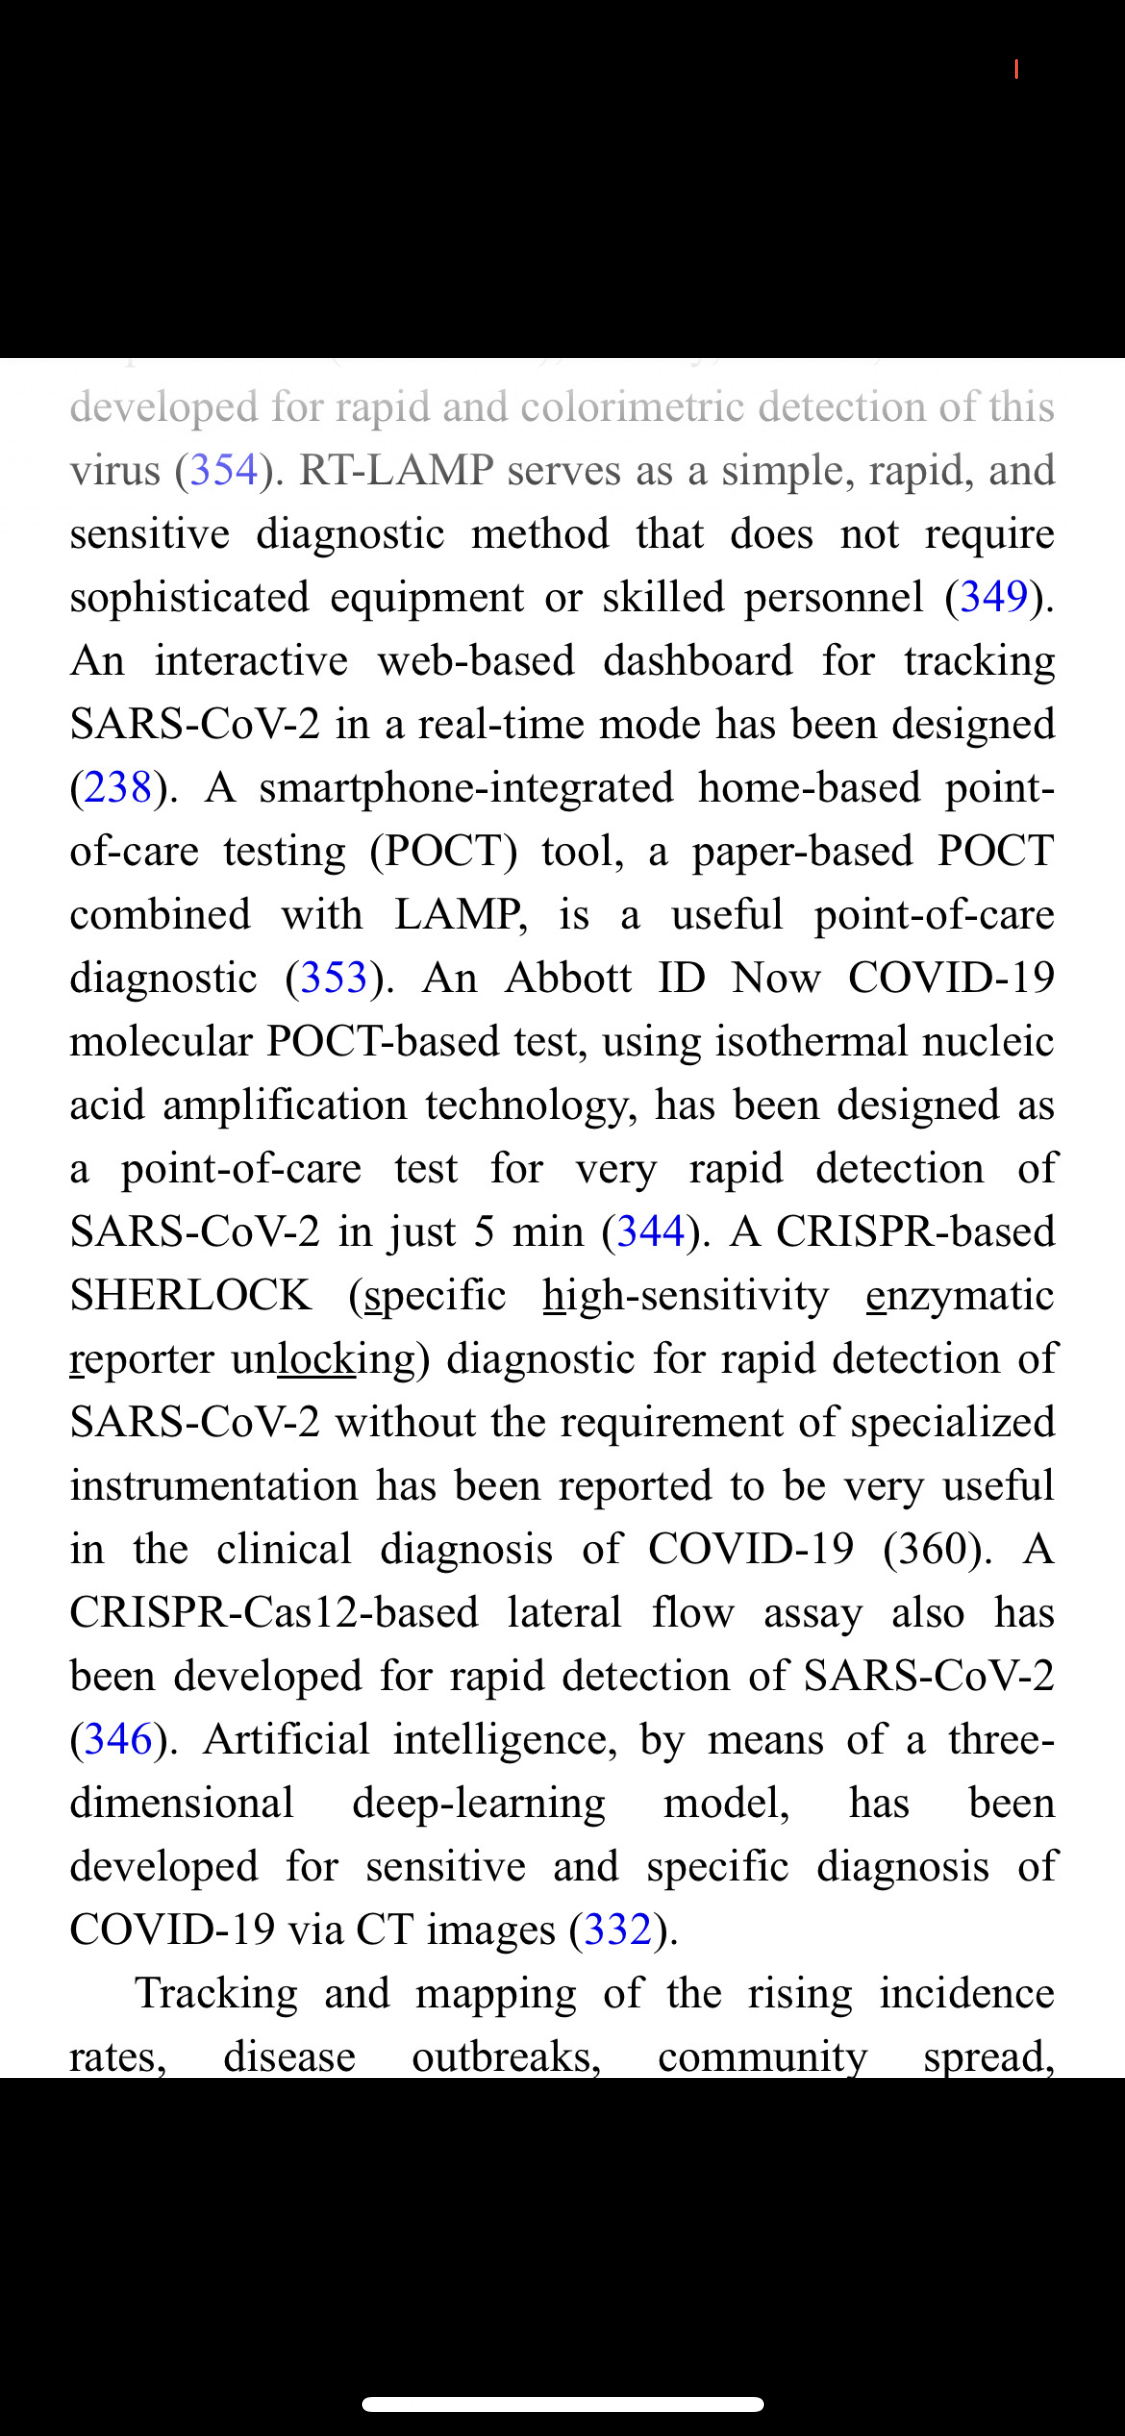 developed for rapid and colorimetric detection of this
virus (354). RT-LAMP serves as a simple, rapid, and
sensitive diagnostic method that does not require
sophisticated equipment or skilled personnel (349).
An interactive web-based dashboard for tracking
SARS-CoV-2 in a real-time mode has been designed
(238). A smartphone-integrated home-based point-
of-care testing (POCT) tool, a paper-based POCT
combined with LAMP, is a useful point-of-care
diagnostic (353). An Abbott ID Now COVID-19
molecular POCT-based test, using isothermal nucleic
acid amplification technology, has been designed as
a point-of-care test for very rapid detection of
SARS-CoV-2 in just 5 min (344). A CRISPR-based
SHERLOCK (specific high-sensitivity enzymatic
reporter unlocking) diagnostic for rapid detection of
SARS-CoV-2 without the requirement of specialized
instrumentation has been reported to be very useful
in the clinical diagnosis of COVID-19 (360). A
CRISPR-Cas12-based lateral flow assay also has
been developed for rapid detection of SARS-CoV-2
(346). Artificial intelligence, by means of a three-
dimensional deep-learning model, has been
developed for sensitive and specific diagnosis of
COVID-19 via CT images (332).
Tracking and mapping of the rising incidence
rates, disease outbreaks, community spread,